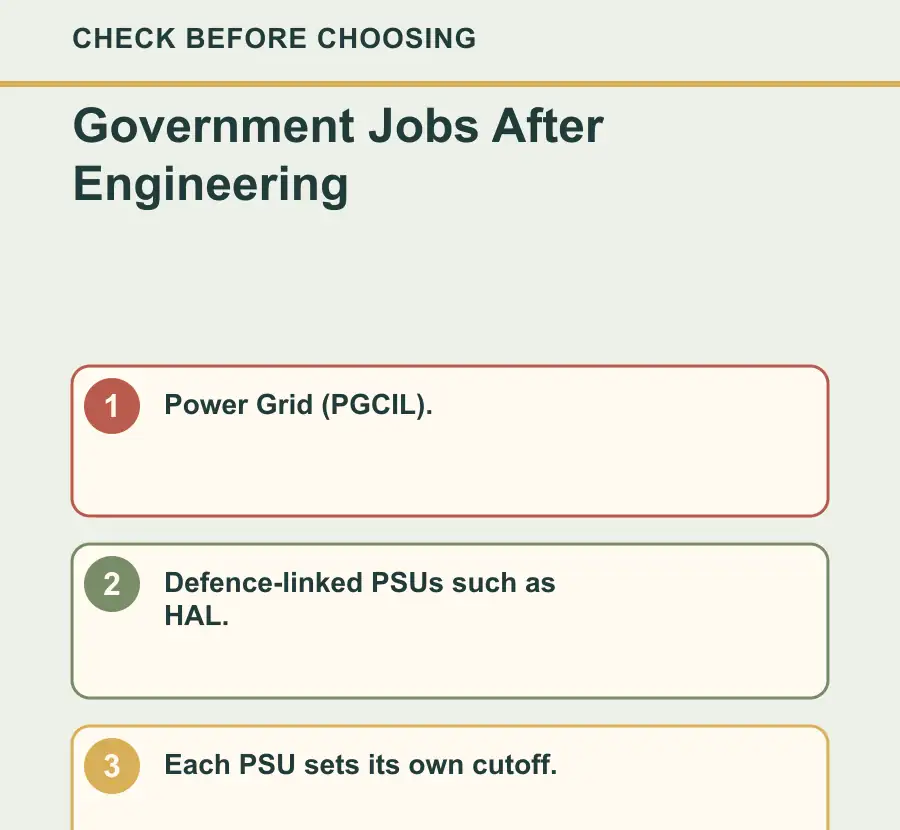 CHECK BEFORE CHOOSING
Government Jobs After
Engineering
1
Power Grid (PGCIL).
2
Defence-linked PSUs such as
HAL.
3
Each PSU sets its own cutoff.